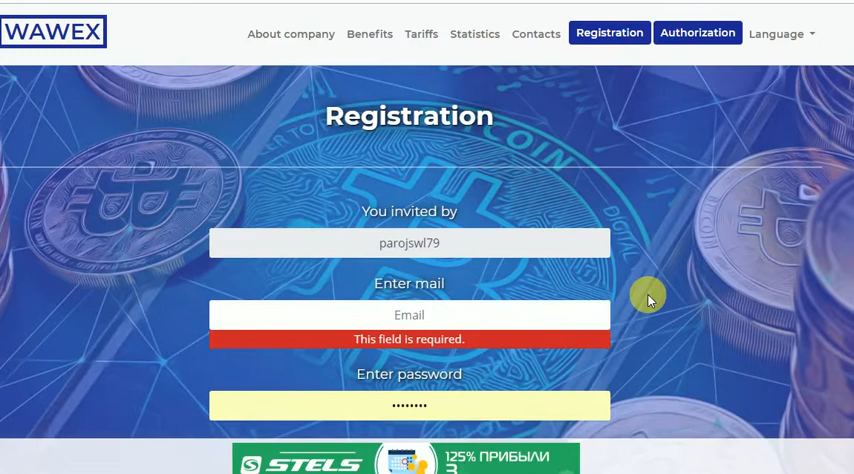 WAWEX
About company Benefits Tariffs Statistics Contacts Registration Authorization Language
Registration
You invited by
parojswl79
Enter mail
Email
This field is required.
Enter password
STELS
125% ПРИБЫЛИ
З